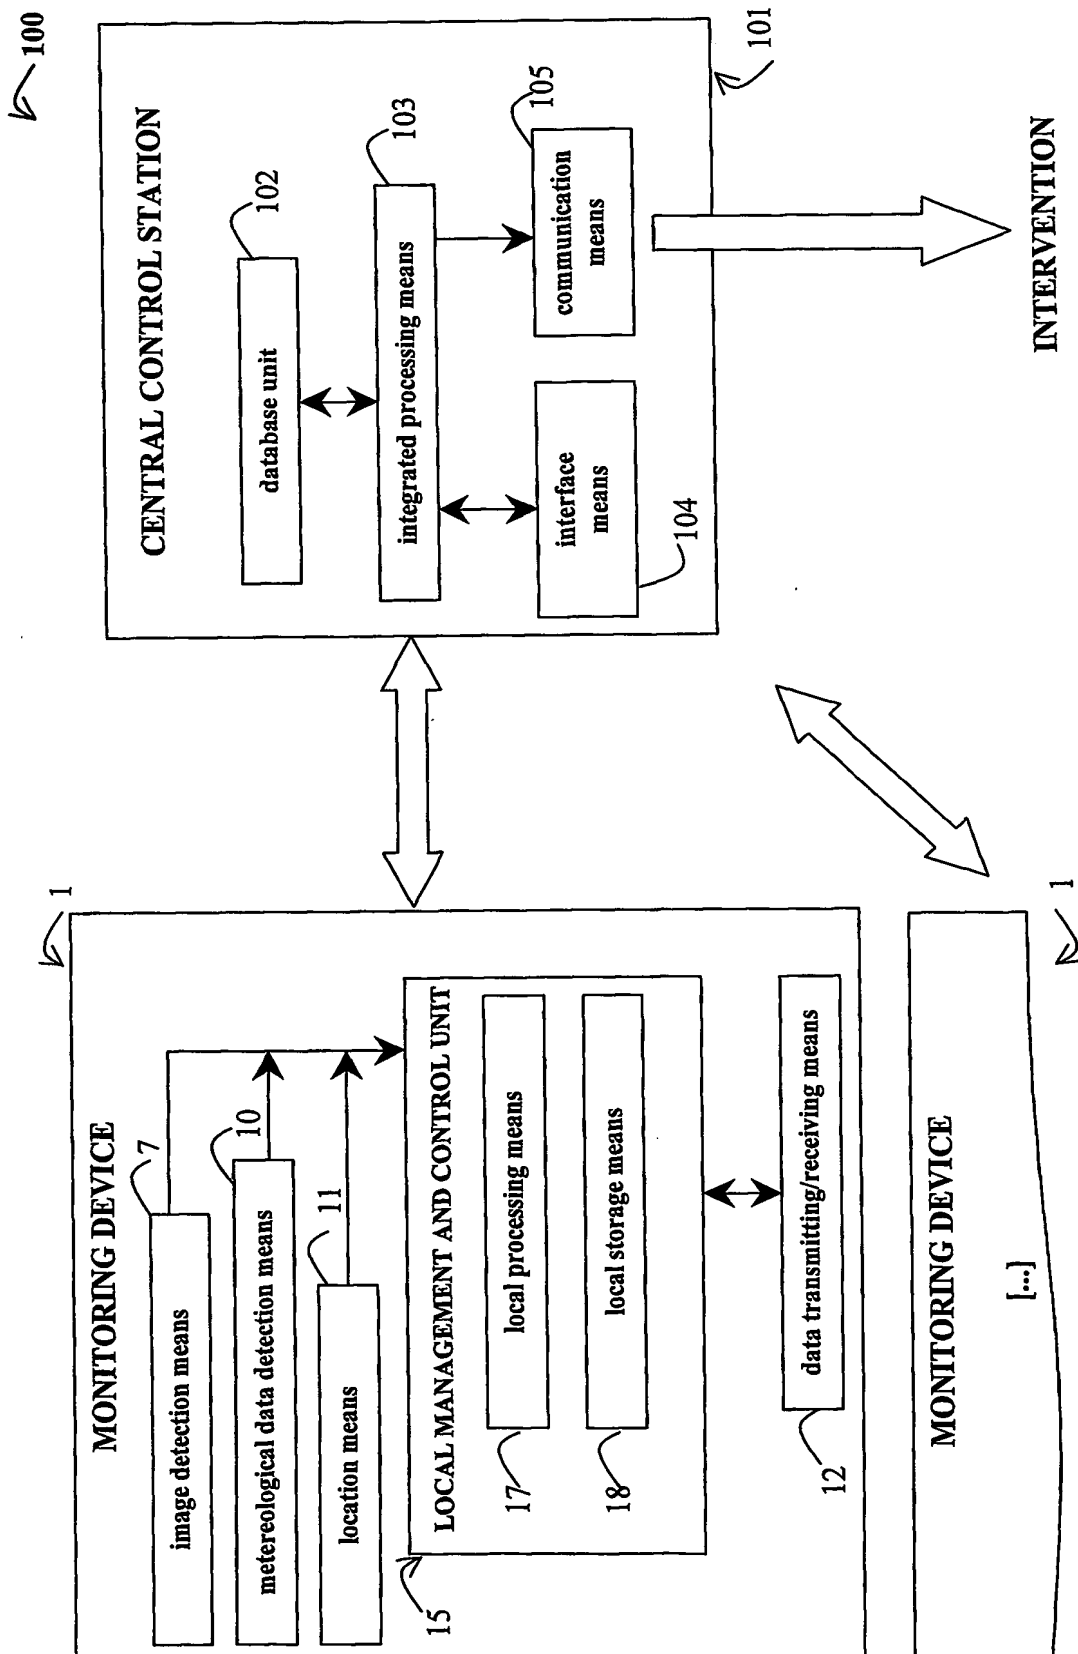 100
MONITORING DEVICE
1
image detection means
7
metereological data detection means
10
location means
11
LOCAL MANAGEMENT AND CONTROL UNIT
15
local processing means
17
local storage means
18
data transmitting/receiving means
12
MONITORING DEVICE
1
[...]
CENTRAL CONTROL STATION
101
database unit
102
integrated processing means
103
interface
means
104
communication
means
105
INTERVENTION